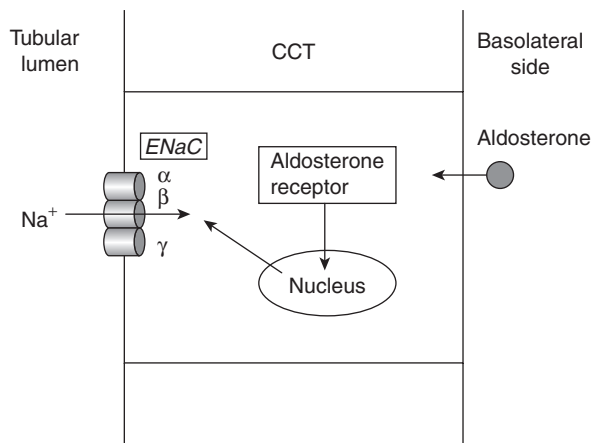 Tubular
lumen
CCT
Basolateral
side
ENaC
Aldosterone
α
Aldosterone
receptor
β
Na⁺
γ
Nucleus